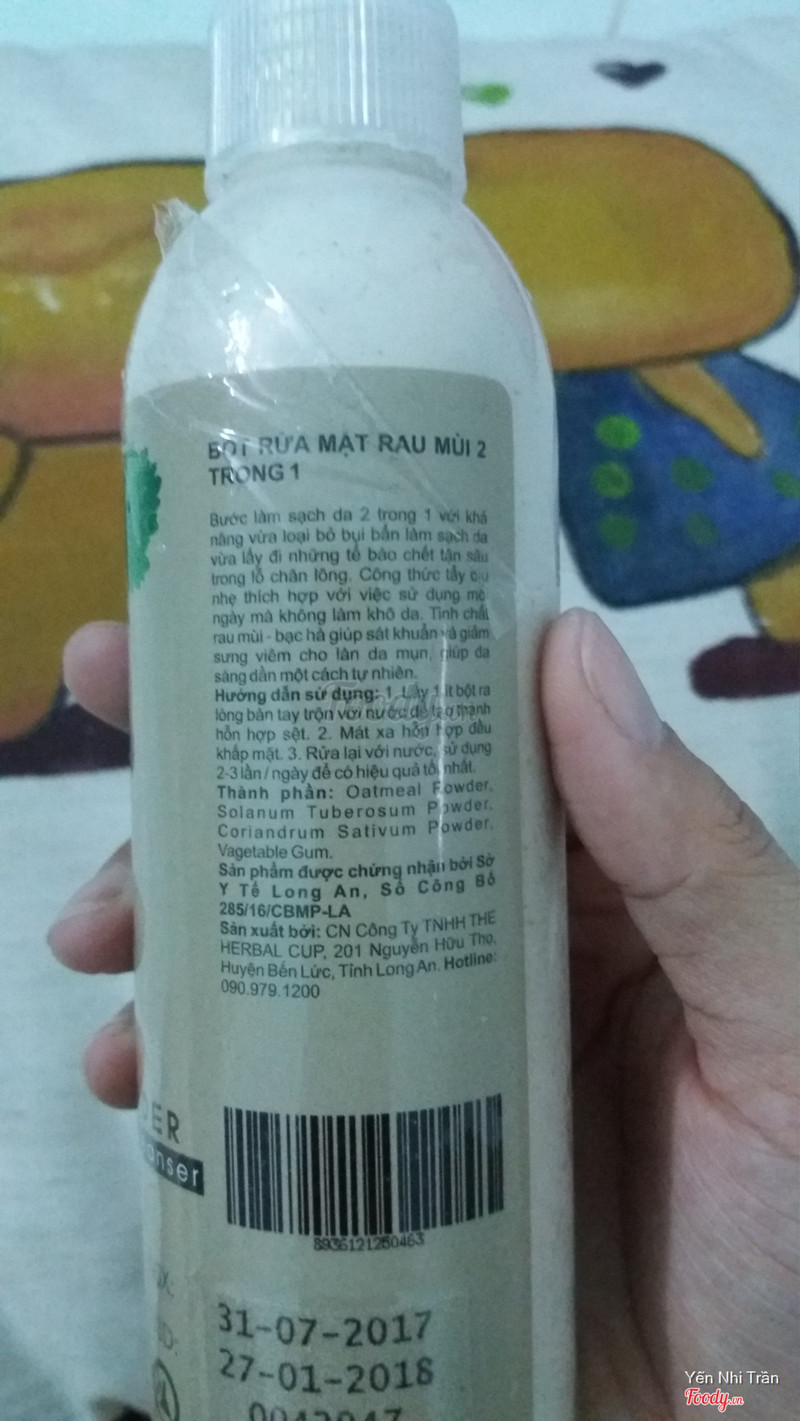 BỘT RỬA MẶT RAU MÙI 2
TRONG 1
Bước làm sạch da 2 trong 1 với khả
năng vừa loại bỏ bụi bẩn làm sạch da
vừa lấy đi những tế bào chết tận sâu
trong lỗ chân lông. Công thức tẩy dịu
nhẹ thích hợp với việc sử dụng mỗi
ngày mà không làm khô da. Tinh chất
rau mùi - bạc hà giúp sát khuẩn và giảm
sưng viêm cho làn da mụn, giúp da
sáng dần một cách tự nhiên.
Hướng dẫn sử dụng: 1. Lấy 1 ít bột ra
lòng bàn tay trộn với nước để tạo thành
hỗn hợp sệt. 2. Mát xa hỗn hợp đều
khắp mặt. 3. Rửa lại với nước, sử dụng
2-3 lần / ngày để có hiệu quả tốt nhất.
Thành phần: Oatmeal Powder,
Solanum Tuberosum Powder,
Coriandrum Sativum Powder,
Vagetable Gum.
Sản phẩm được chứng nhận bởi Sở
Y Tế Long An, Số Công Bố
285/16/CBMP-LA
Sản xuất bởi: CN Công Ty TNHH THE
HERBAL CUP, 201 Nguyễn Hữu Thọ,
Huyện Bến Lức, Tỉnh Long An. Hotline:
090.979.1200
DER
anser
8936121250463
31-07-2017
27-01-2018
Yến Nhi Trần
Foody.vn